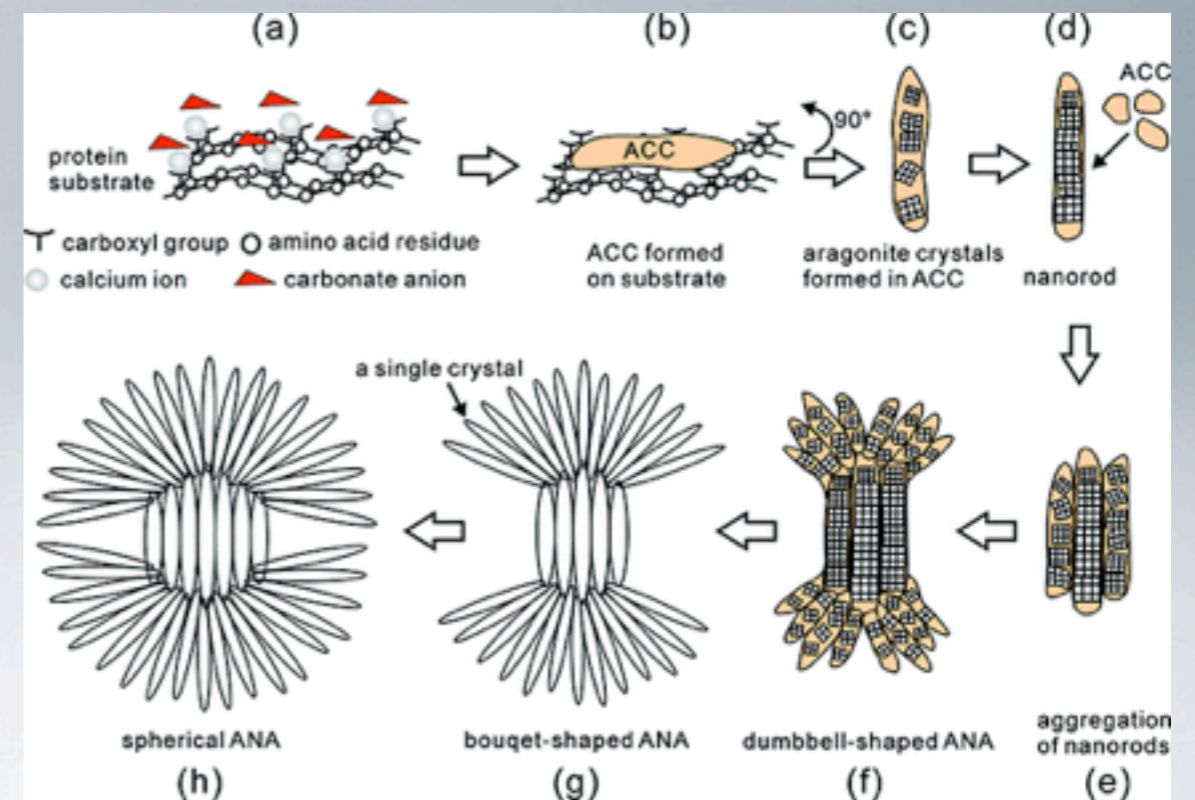 (a)
(b)
(c)
(d)
ACC
90°
protein
substrate
ACC
carboxyl group
amino acid residue
calcium ion
carbonate anion
ACC formed
on substrate
aragonite crystals
formed in ACC
nanorod
a single crystal
spherical ANA
bouqet-shaped ANA
dumbbell-shaped ANA
aggregation
of nanorods
(h)
(g)
(f)
(e)